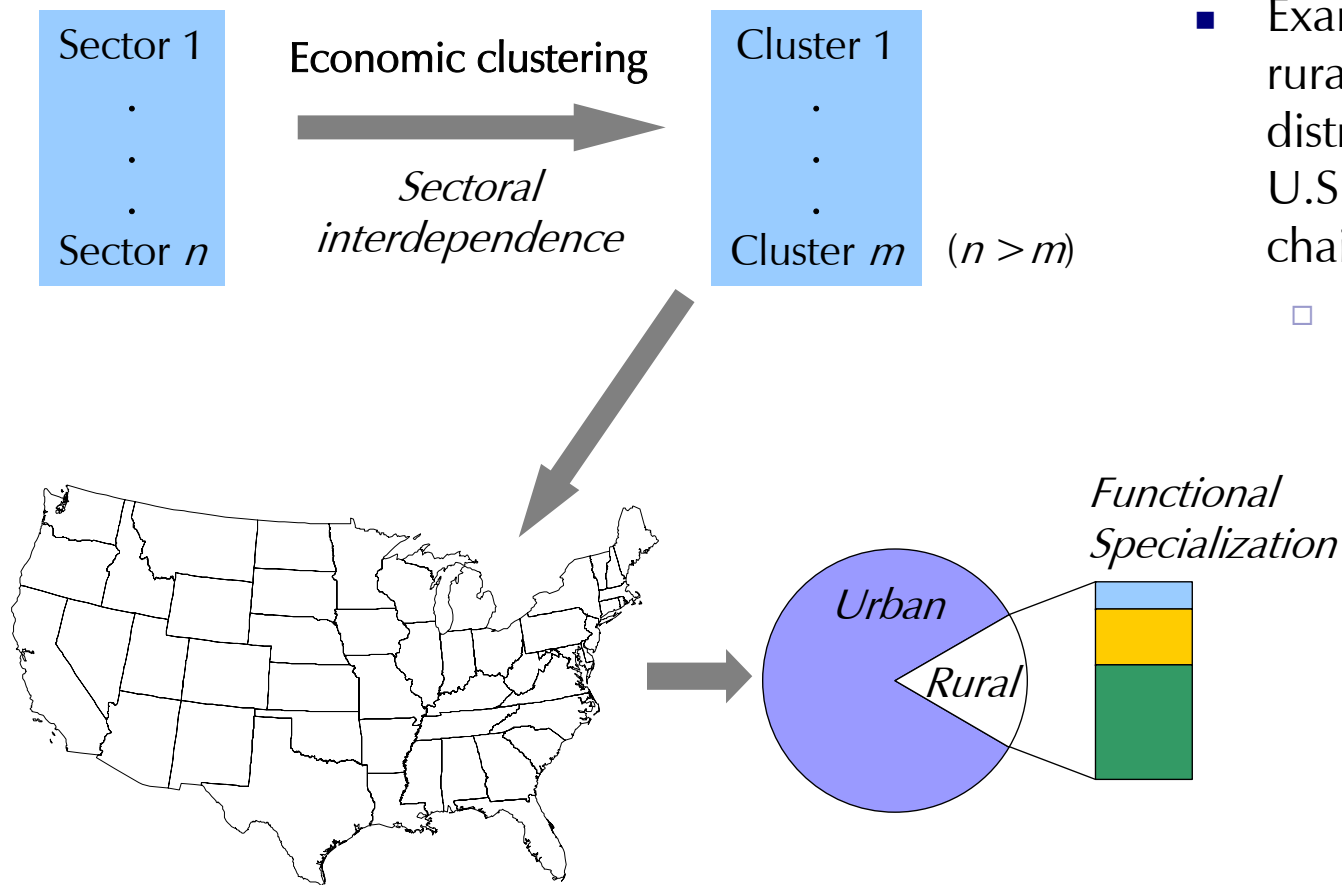 Sector 1
.
.
.
Sector n
Economic clustering
Sectoral
interdependence
Cluster 1
.
.
.
Cluster m
(n > m)
U.S
Urban
Rural
Functional
Specialization